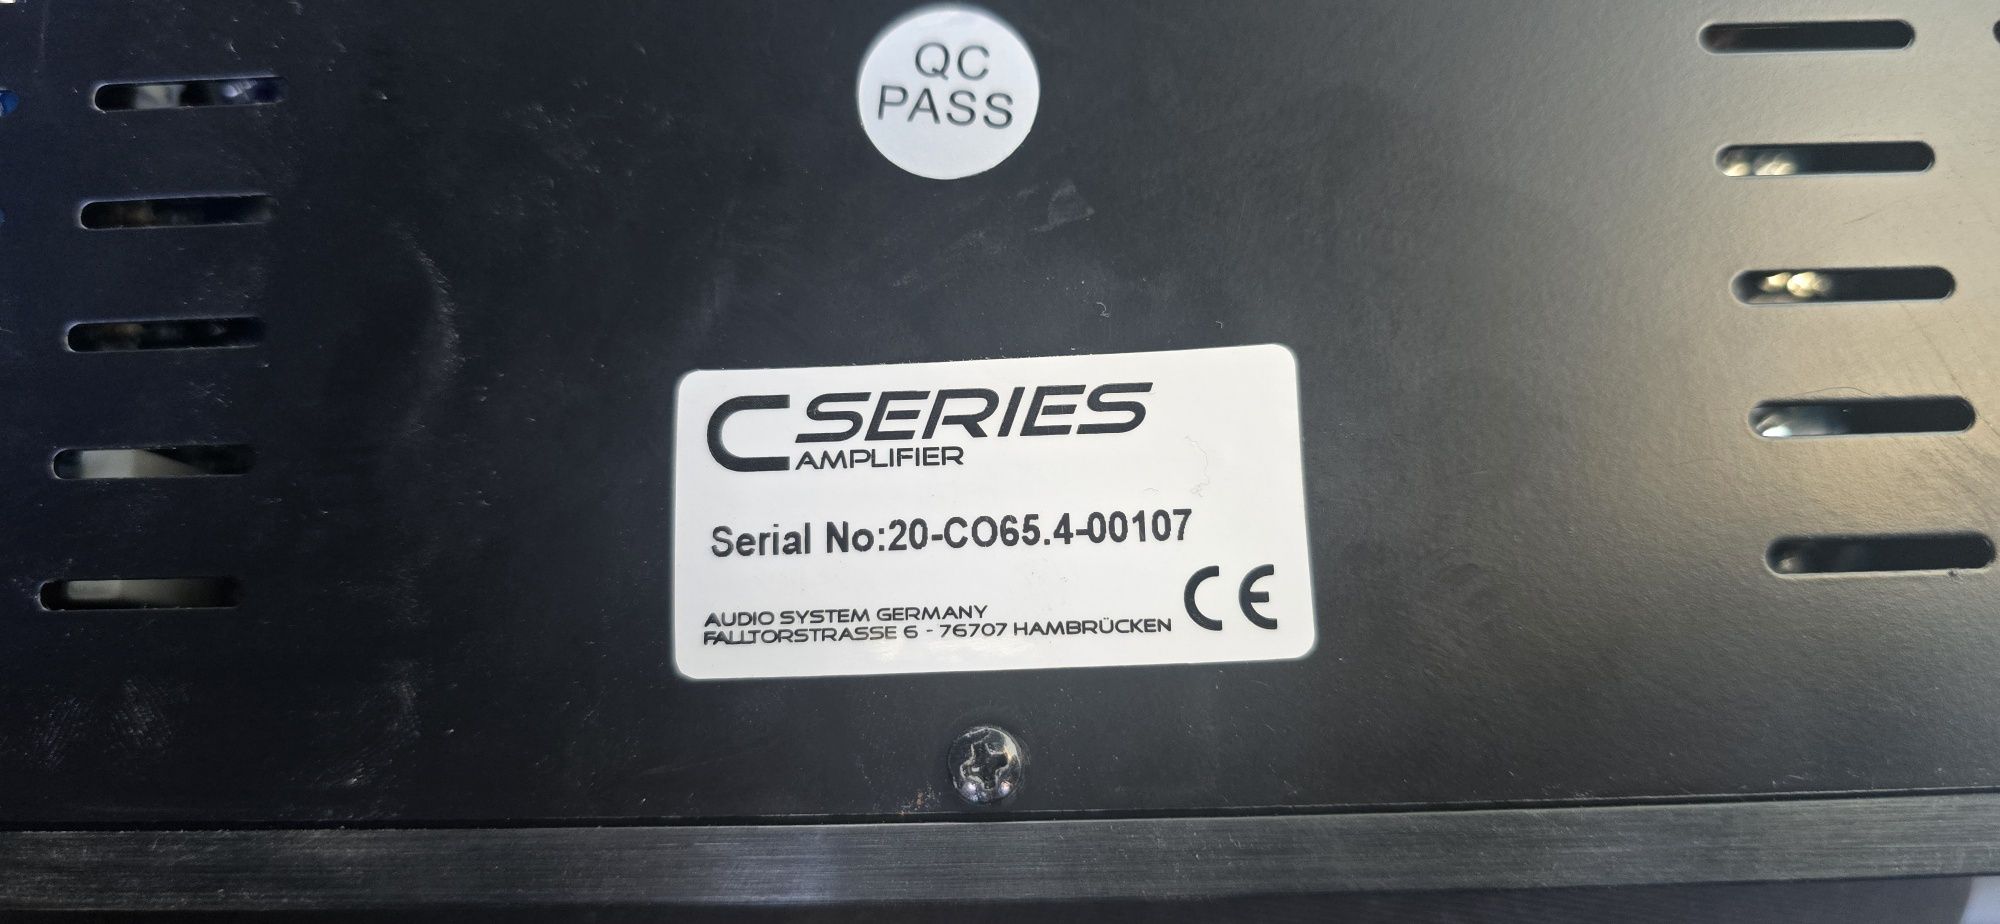 QC
PASS
C SERIES
AMPLIFIER
Serial No:20-CO65.4-00107
AUDIO SYSTEM GERMANY
FALLTORSTRASSE 6 - 76707 HAMBRÜCKEN
CE